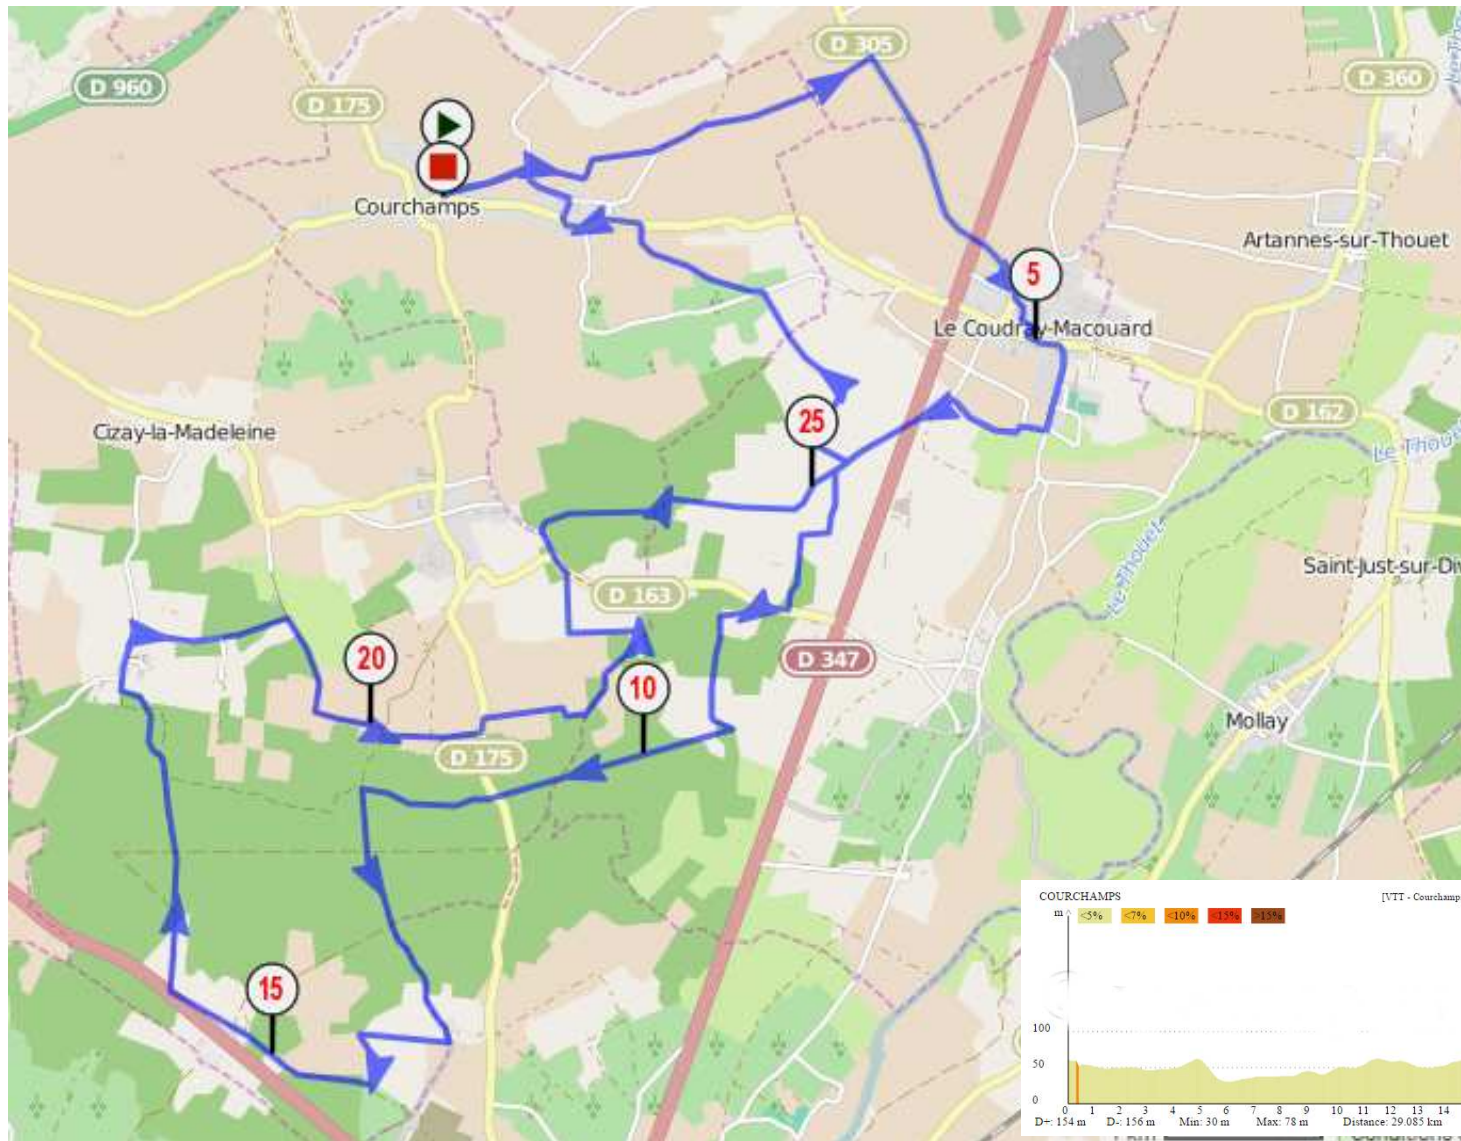 D 305
D 960
D 360
D 175
Courchamps
Artannes-sur-Thouet
5
Le Coudray-Macouard
D 162
25
Cizay-la-Madeleine
Le Thouet
Saint-Just-sur-Div
D 163
20
D 347
10
Mollay
D 175
15
COURCHAMPS
[VTT - Courchamp
m
<5% <7% <10% <15% >15%
100
50
0
0 1 2 3 4 5 6 7 8 9 10 11 12 13 14
D+: 154 m D-: 156 m Min: 30 m Max: 78 m Distance: 29.085 km